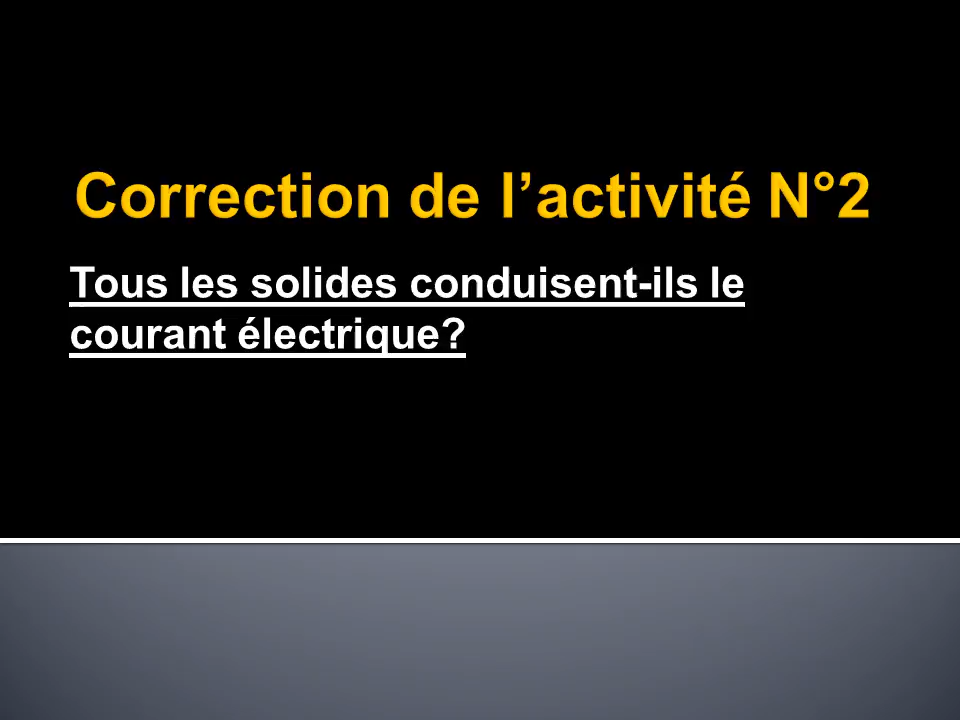 Correction de l’activité N°2
Tous les solides conduisent-ils le
courant électrique?